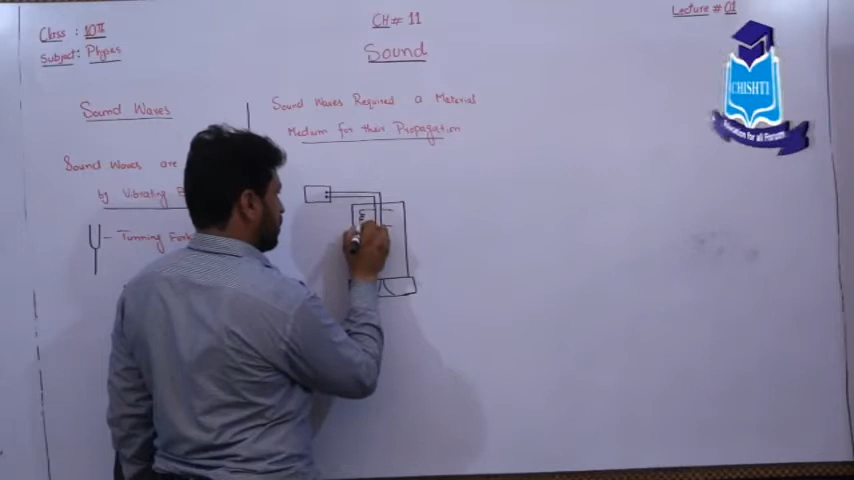 Class : 10th
Subject : Physics
CH # 11
Sound
Lecture # 01
Sound Waves
Sound Waves are
by Vibrating
Tunning Fork
Sound Waves Required a Material
Medium for their Propagation
CHISHTI
Education for all Forum